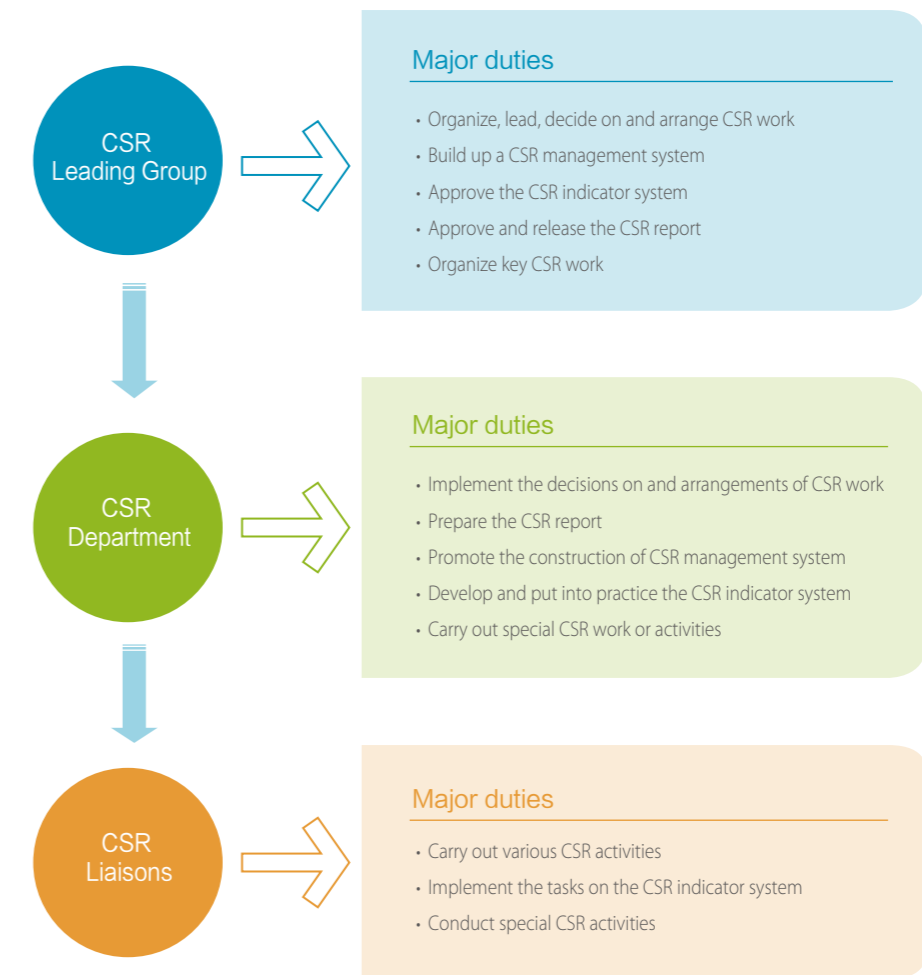 CSR
Leading Group
Major duties
• Organize, lead, decide on and arrange CSR work
• Build up a CSR management system
• Approve the CSR indicator system
• Approve and release the CSR report
• Organize key CSR work
CSR
Department
Major duties
• Implement the decisions on and arrangements of CSR work
• Prepare the CSR report
• Promote the construction of CSR management system
• Develop and put into practice the CSR indicator system
• Carry out special CSR work or activities
CSR
Liaisons
Major duties
• Carry out various CSR activities
• Implement the tasks on the CSR indicator system
• Conduct special CSR activities